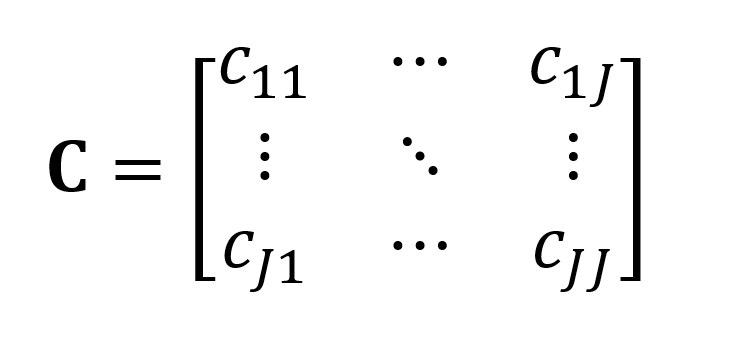 c₁₁ ⋯ c₁J
C = ⋮ ⋱ ⋮
cJ₁ ⋯ cJJ